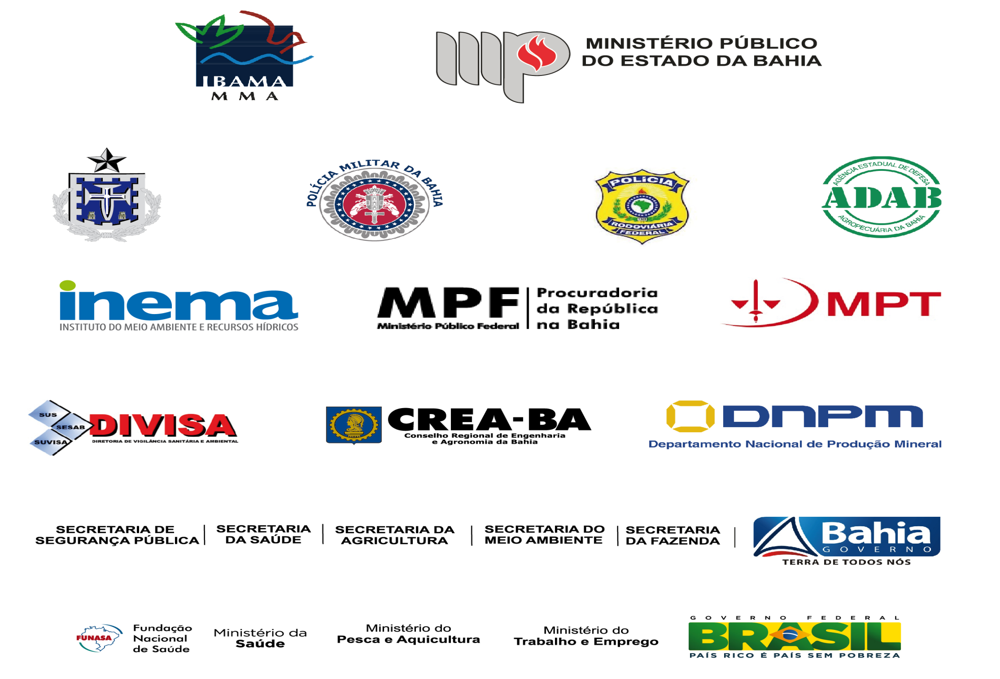 IBAMA
MMA
MINISTÉRIO PÚBLICO
DO ESTADO DA BAHIA
POLÍCIA MILITAR DA BAHIA
POLÍCIA
1928
RODOVIÁRIA
FEDERAL
AGÊNCIA ESTADUAL DE DEFESA
ADAB
AGROPECUÁRIA DA BAHIA
inema
INSTITUTO DO MEIO AMBIENTE E RECURSOS HÍDRICOS
MPF
Ministério Público Federal
Procuradoria
da República
na Bahia
MPT
SUS
SESAB
SUVISA
DIVISA
DIRETORIA DE VIGILÂNCIA SANITÁRIA E AMBIENTAL
CREA-BA
Conselho Regional de Engenharia
e Agronomia da Bahia
DNPM
Departamento Nacional de Produção Mineral
SECRETARIA DE
SEGURANÇA PÚBLICA
SECRETARIA
DA SAÚDE
SECRETARIA DA
AGRICULTURA
SECRETARIA DO
MEIO AMBIENTE
SECRETARIA
DA FAZENDA
Bahia
GOVERNO
TERRA DE TODOS NÓS
FUNASA
Fundação
Nacional
de Saúde
Ministério da
Saúde
Ministério do
Pesca e Aquicultura
Ministério do
Trabalho e Emprego
GOVERNO FEDERAL
BRASIL
PAÍS RICO É PAÍS SEM POBREZA